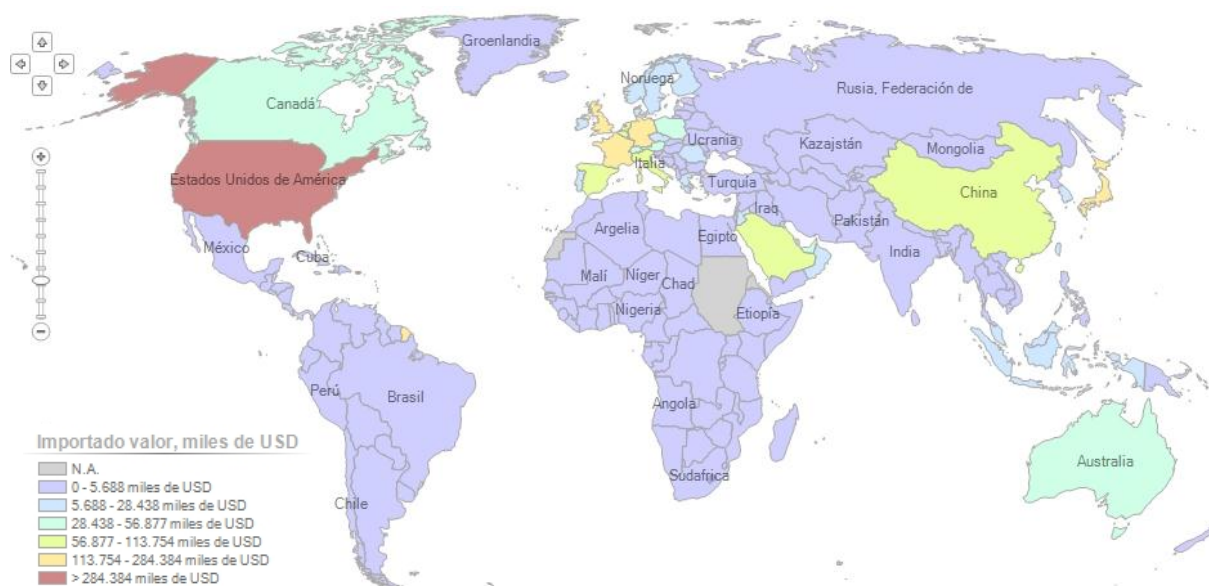 Groenlandia
Noruega
Rusia, Federación de
Canadá
Ucrania
Kazajstán
Mongolia
Italia
Estados Unidos de América
Turquía
China
Iraq
Pakistán
México
Argelia
Egipto
India
Cuba
Malí
Níger
Chad
Nigeria
Etiopía
Perú
Brasil
Angola
Sudafrica
Australia
Chile
Importado valor, miles de USD
N.A.
0 - 5.688 miles de USD
5.688 - 28.438 miles de USD
28.438 - 56.877 miles de USD
56.877 - 113.754 miles de USD
113.754 - 284.384 miles de USD
> 284.384 miles de USD